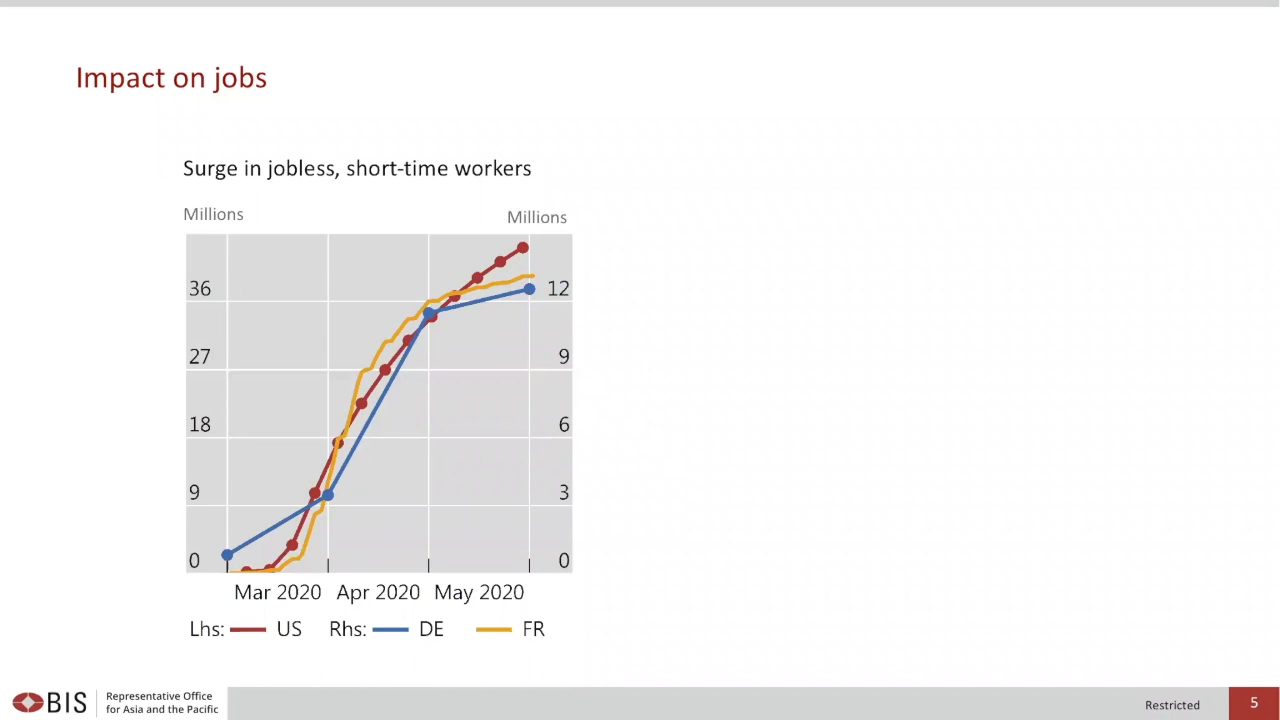 Impact on jobs
Surge in jobless, short-time workers
Millions Millions
36 12
27 9
18 6
9 3
0 0
Mar 2020 Apr 2020 May 2020
Lhs: US Rhs: DE FR
BIS
Representative Office
for Asia and the Pacific
Restricted
5